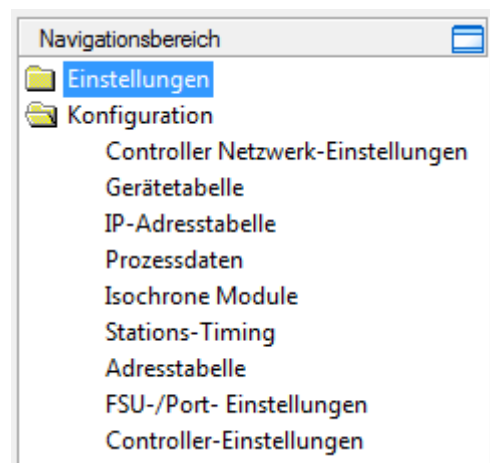 Navigationsbereich
Einstellungen
Konfiguration
Controller Netzwerk-Einstellungen
Gerätetabelle
IP-Adresstabelle
Prozessdaten
Isochrone Module
Stations-Timing
Adresstabelle
FSU-/Port- Einstellungen
Controller-Einstellungen